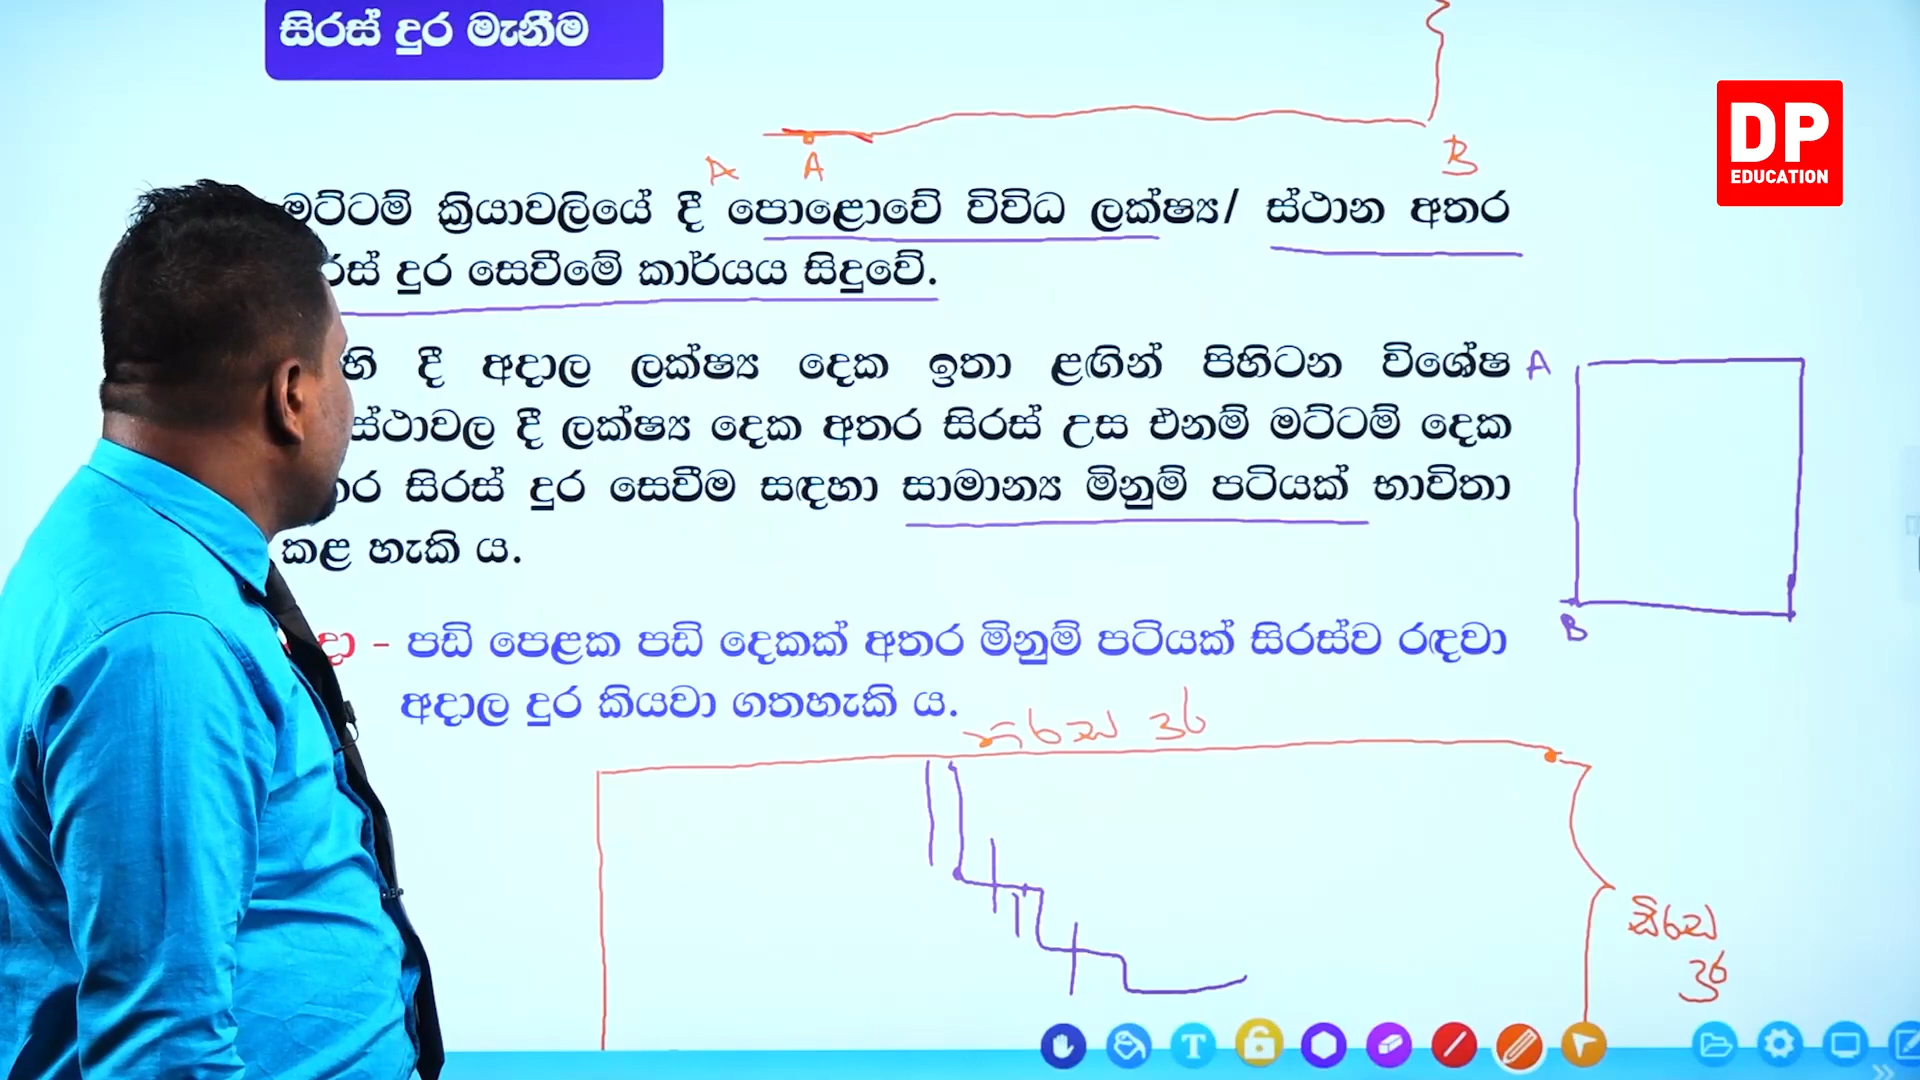 සිරස් දුර මැනීම
DP
EDUCATION
A
A
B
මට්ටම් ක්‍රියාවලියේ දී පොළොවේ විවිධ ලක්ෂ්‍ය/ ස්ථාන අතර
දුර සෙවීමේ කාර්යය සිදුවේ.
දී අදාල ලක්ෂ්‍ය දෙක ඉතා ළඟින් පිහිටන විශේෂ
A
දී ලක්ෂ්‍ය දෙක අතර සිරස් උස එනම් මට්ටම් දෙක
සිරස් දුර සෙවීම සඳහා සාමාන්‍ය මිනුම් පටියක් භාවිතා
කළ හැකි ය.
B
- පඩි පෙළක පඩි දෙකක් අතර මිනුම් පටියක් සිරස්ව රඳවා
අදාල දුර කියවා ගතහැකි ය.
තිරස් දුර
සිරස්
දුර
T